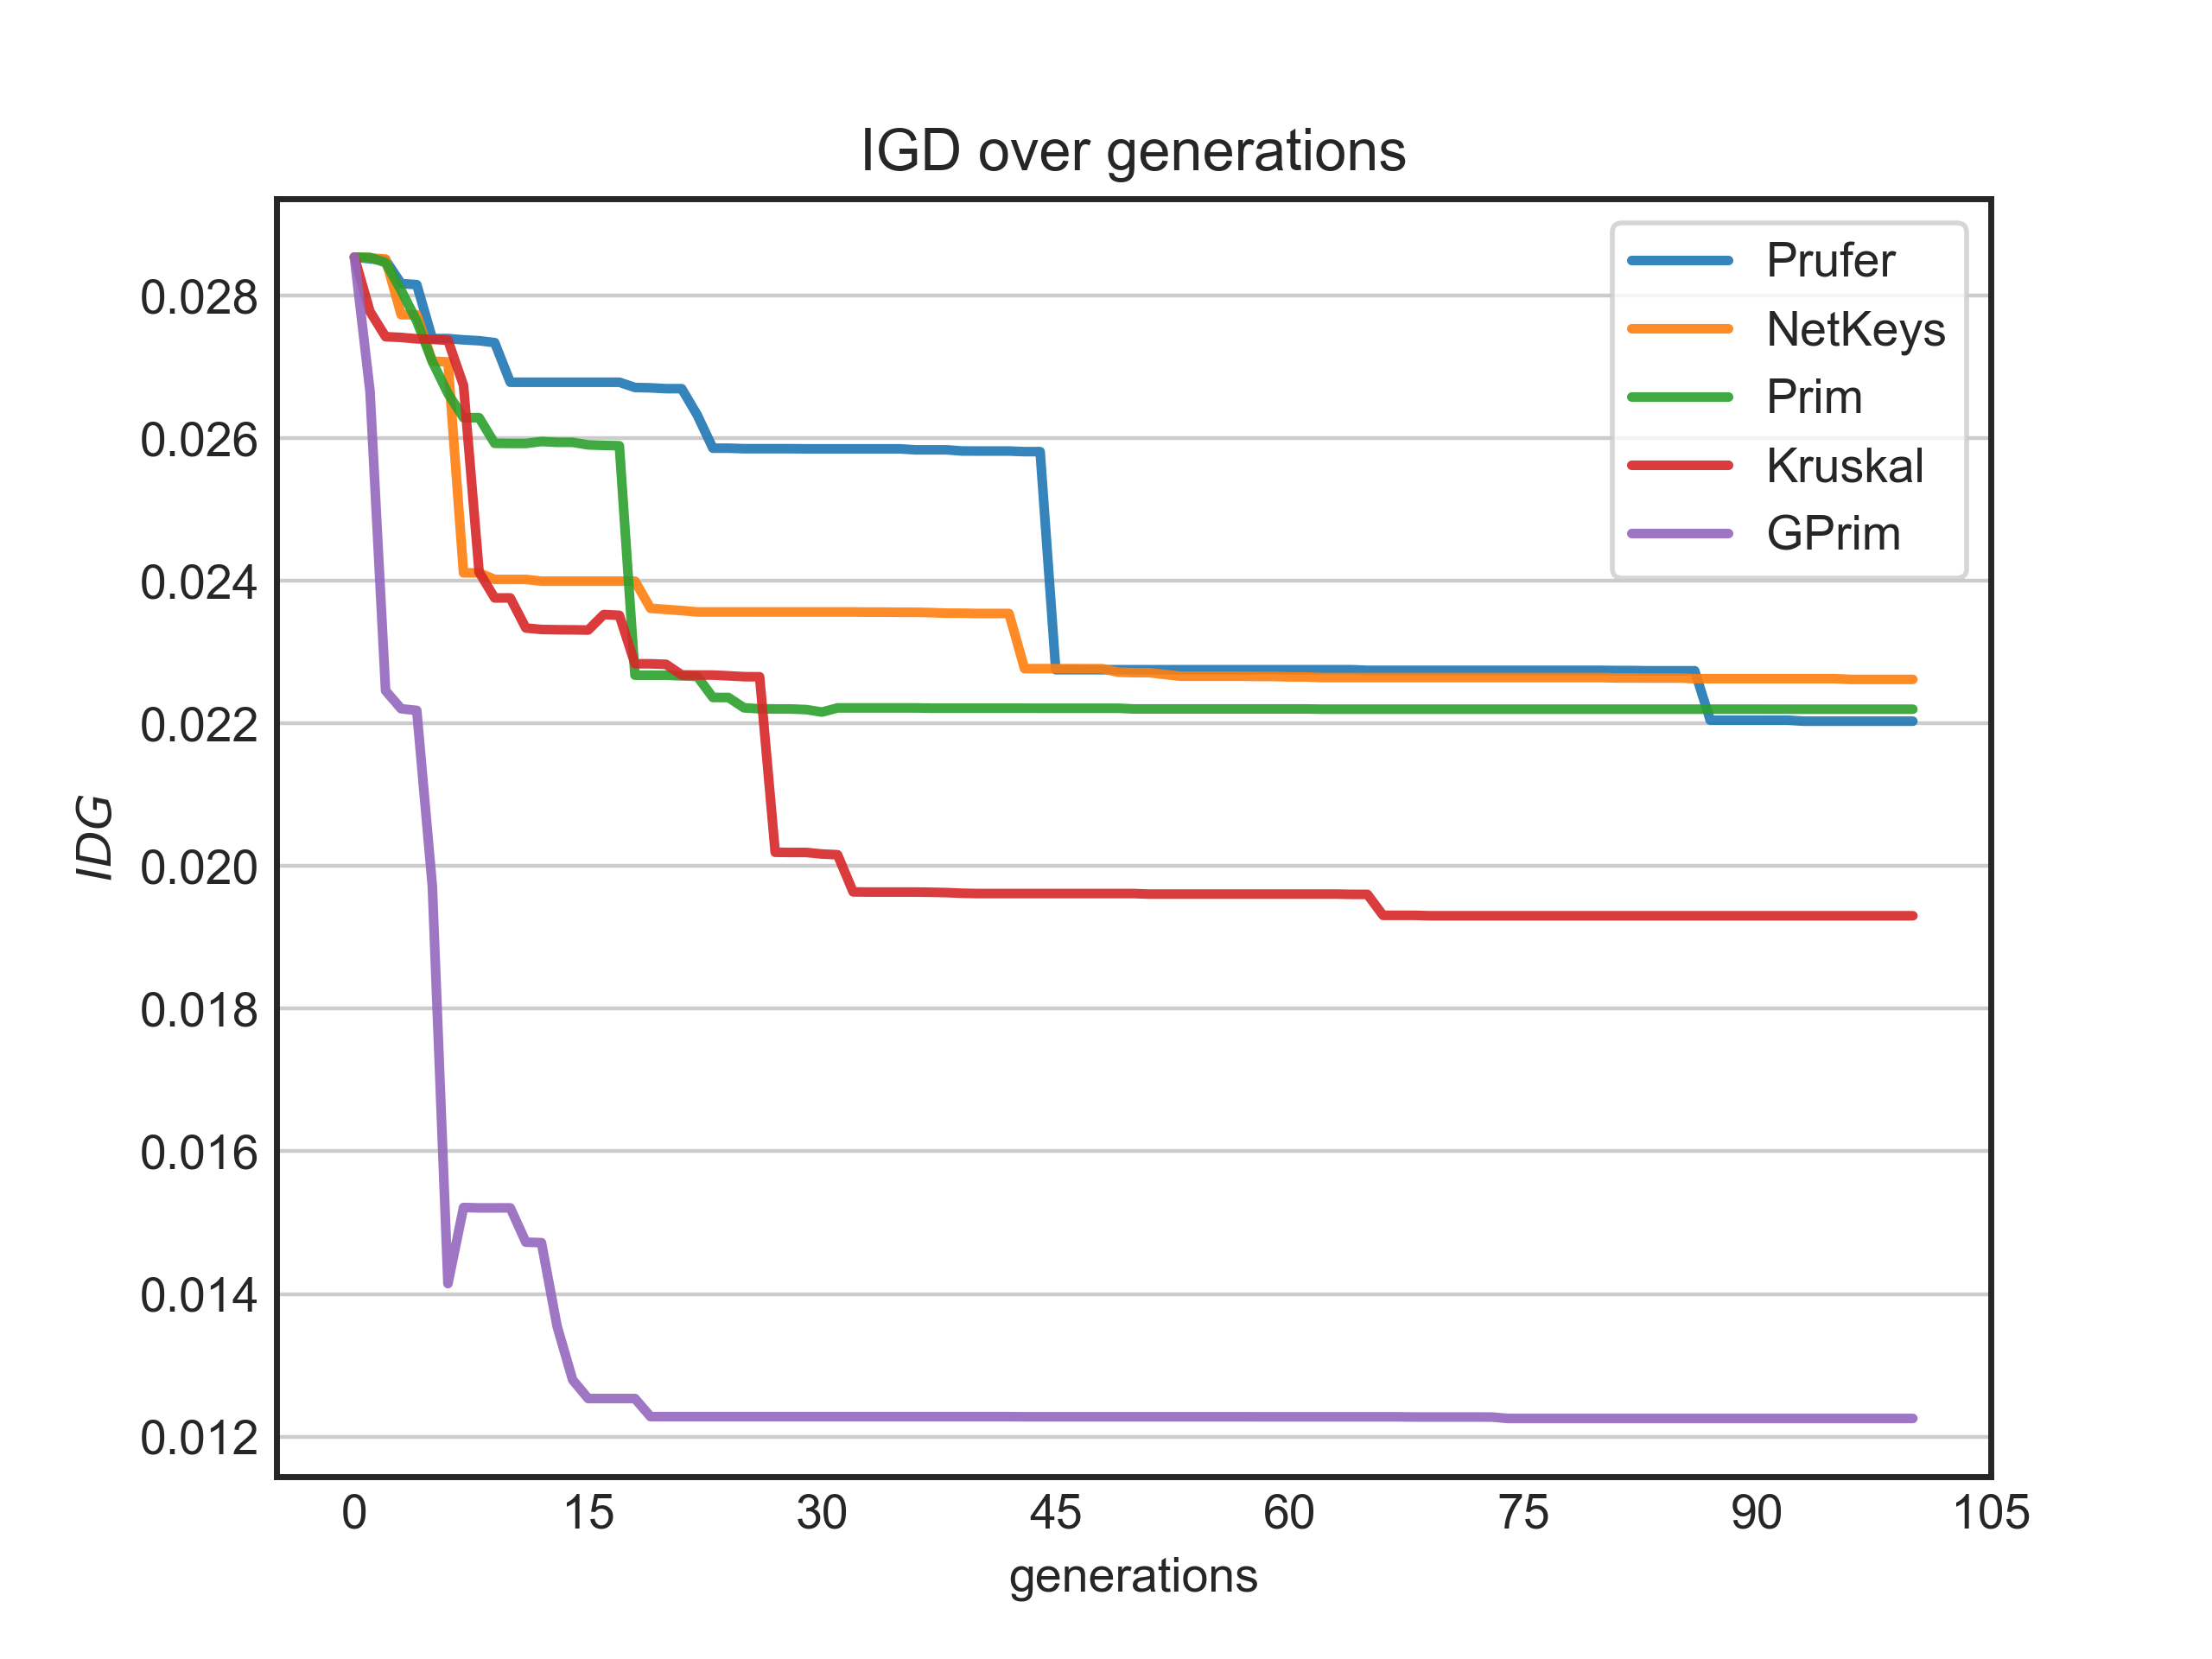 IGD over generations
Prufer
NetKeys
Prim
Kruskal
GPrim
0.028
0.026
0.024
0.022
0.020
0.018
0.016
0.014
0.012
IDG
0 15 30 45 60 75 90 105
generations